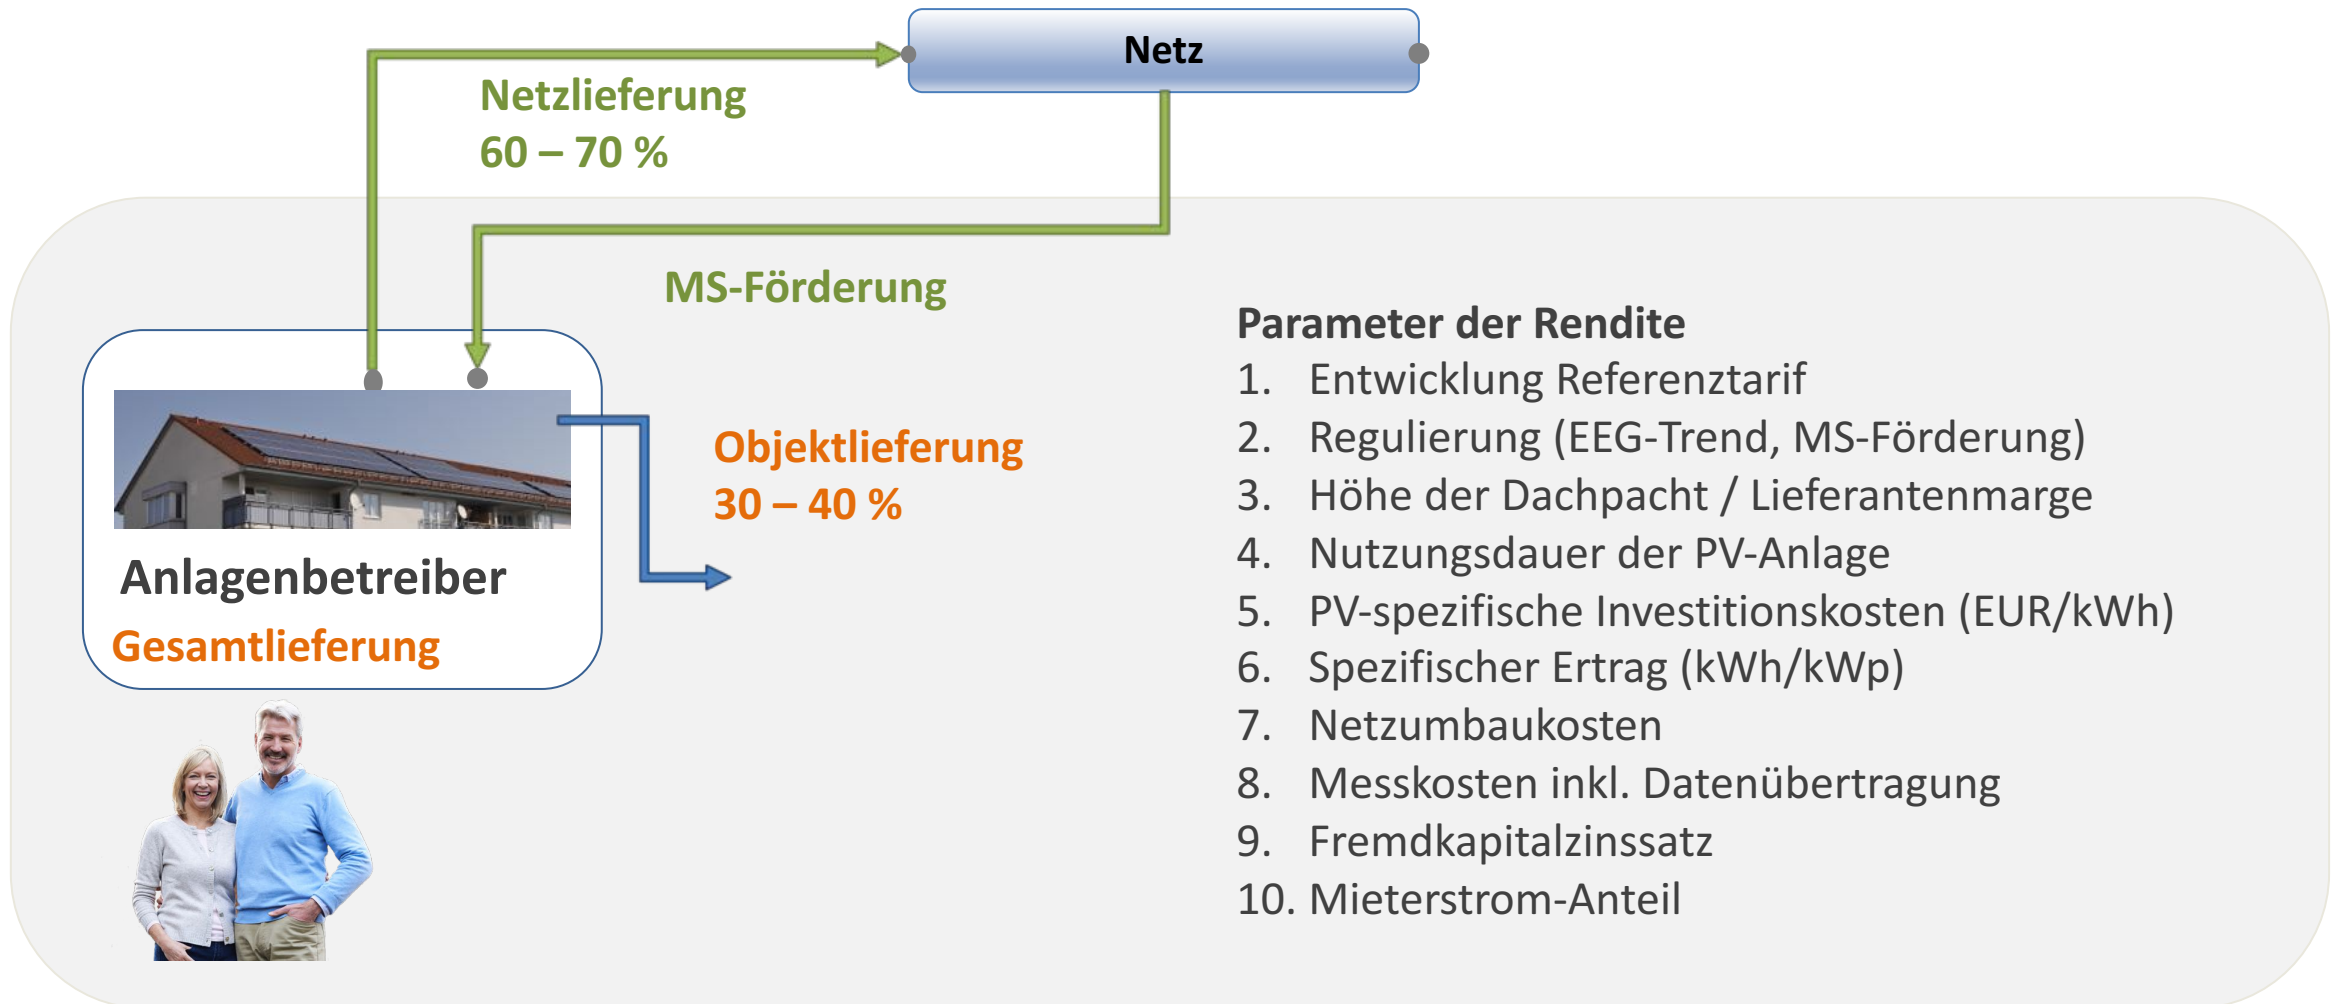 Netz
Netzlieferung
60 – 70 %
MS-Förderung
Objektlieferung
30 – 40 %
Anlagenbetreiber
Gesamtlieferung
Parameter der Rendite
1. Entwicklung Referenztarif
2. Regulierung (EEG-Trend, MS-Förderung)
3. Höhe der Dachpacht / Lieferantenmarge
4. Nutzungsdauer der PV-Anlage
5. PV-spezifische Investitionskosten (EUR/kWh)
6. Spezifischer Ertrag (kWh/kWp)
7. Netzumbaukosten
8. Messkosten inkl. Datenübertragung
9. Fremdkapitalzinssatz
10. Mieterstrom-Anteil